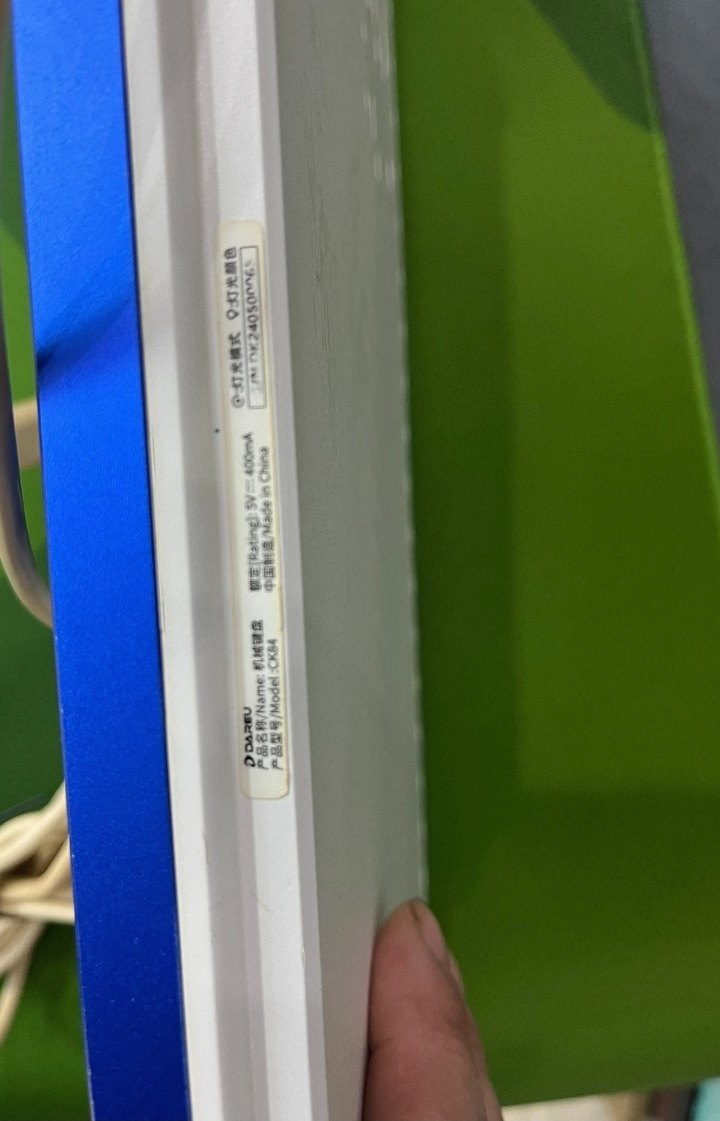 DAREU
产品名称/Name: 机械键盘
产品型号/Model :CK84
额定[Rating]: 5V⎓400mA
中国制造/Made in China
:灯光模式 :灯光颜色